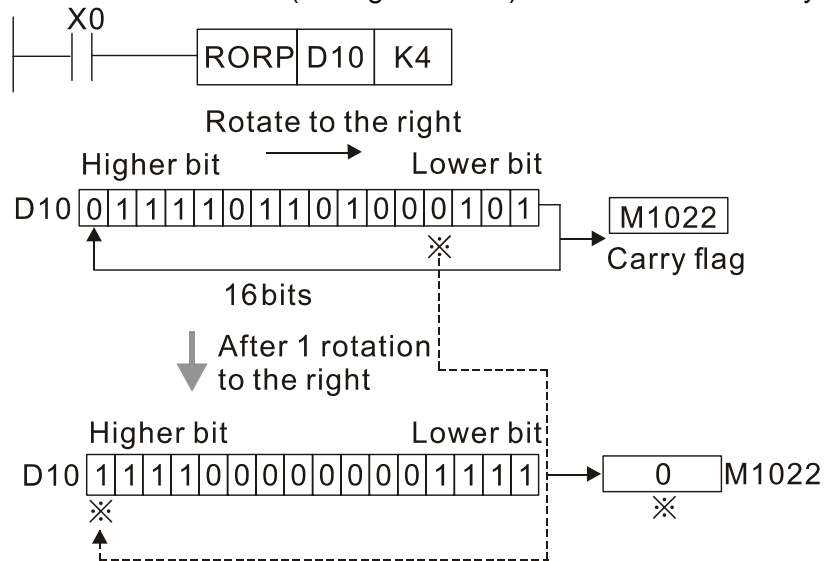 X0
RORP D10 K4
Rotate to the right
Higher bit Lower bit
D10 0 1 1 1 1 0 1 1 0 1 0 0 0 1 0 1
M1022
※
Carry flag
16bits
After 1 rotation
to the right
Higher bit Lower bit
D10 1 1 1 1 0 0 0 0 0 0 0 0 1 1 1 1 0 M1022
※ ※